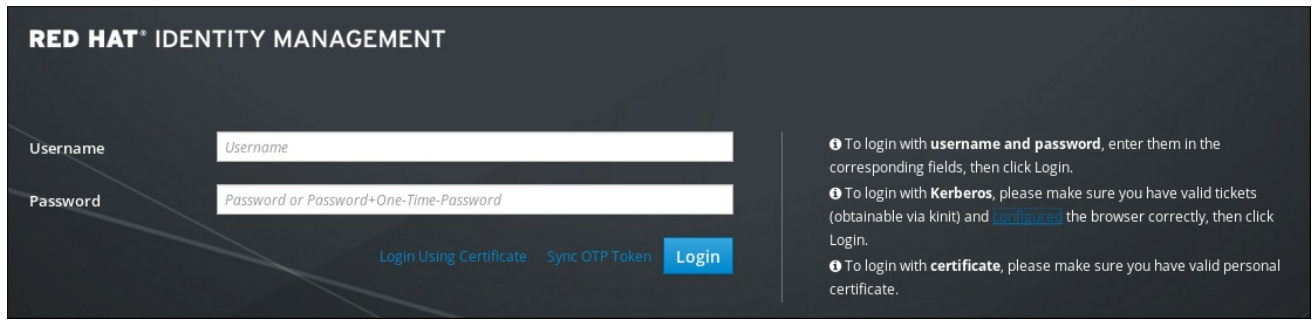 RED HAT® IDENTITY MANAGEMENT
Username
Username
Password
Password or Password+One-Time-Password
Login Using Certificate Sync OTP Token Login
To login with username and password, enter them in the
corresponding fields, then click Login.
To login with Kerberos, please make sure you have valid tickets
(obtainable via kinit) and configured the browser correctly, then click
Login.
To login with certificate, please make sure you have valid personal
certificate.